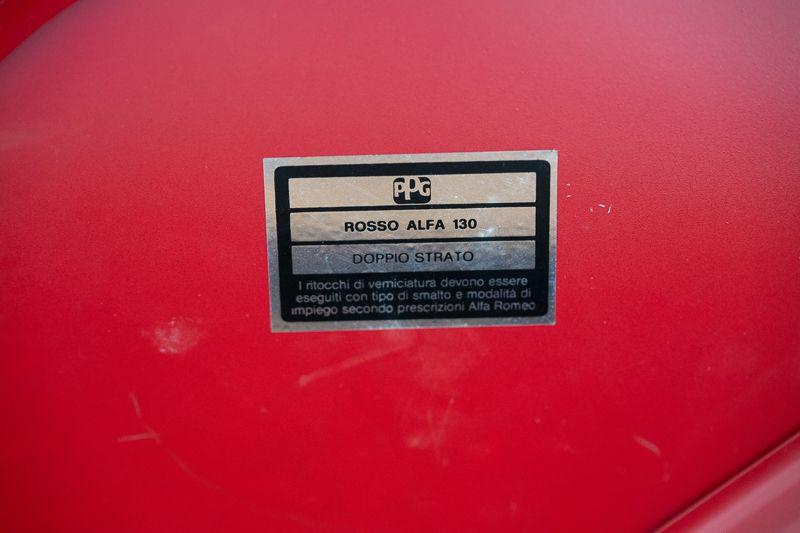 PPG
ROSSO ALFA 130
DOPPIO STRATO
I ritocchi di verniciatura devono essere
eseguiti con tipo di smalto e modalità di
impiego secondo prescrizioni Alfa Romeo